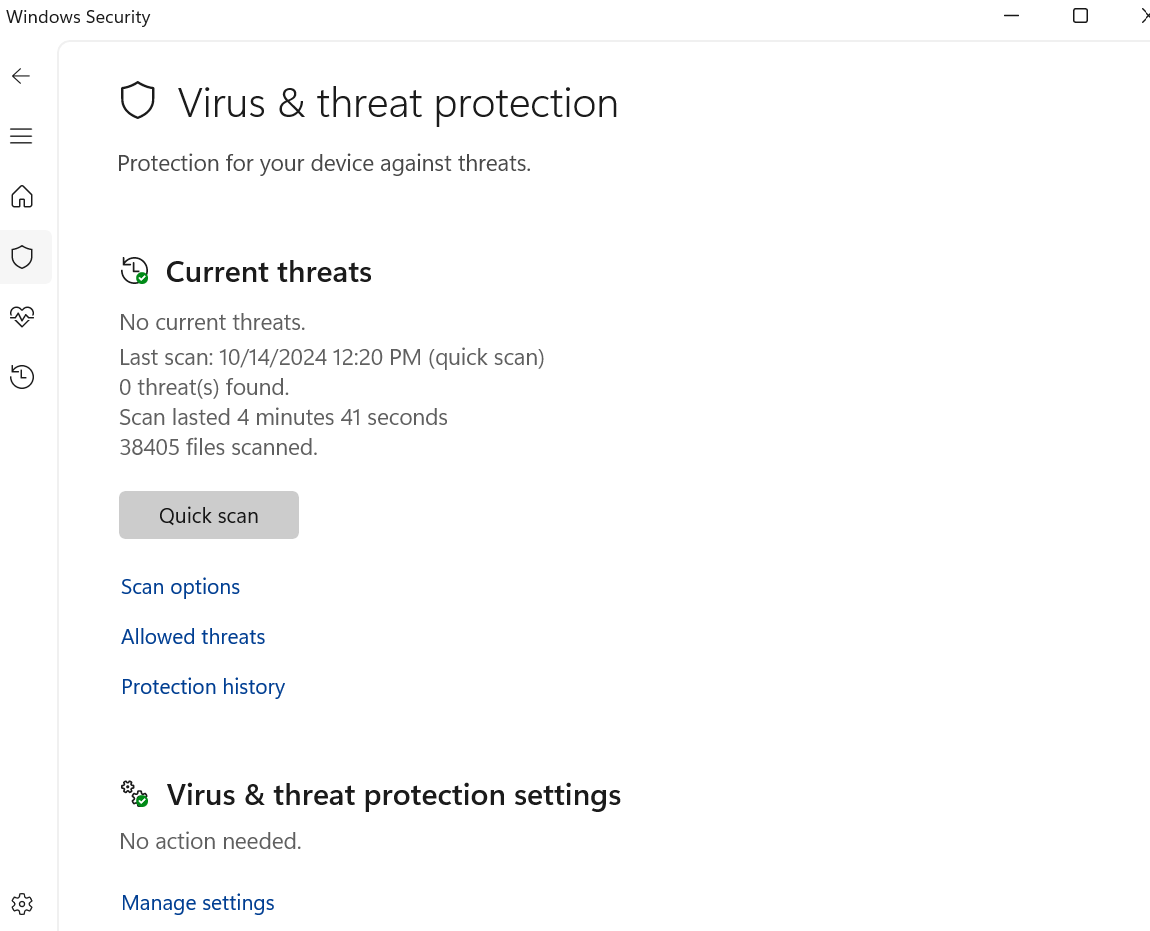 Windows Security
Virus & threat protection
Protection for your device against threats.
Current threats
No current threats.
Last scan: 10/14/2024 12:20 PM (quick scan)
0 threat(s) found.
Scan lasted 4 minutes 41 seconds
38405 files scanned.
Quick scan
Scan options
Allowed threats
Protection history
Virus & threat protection settings
No action needed.
Manage settings